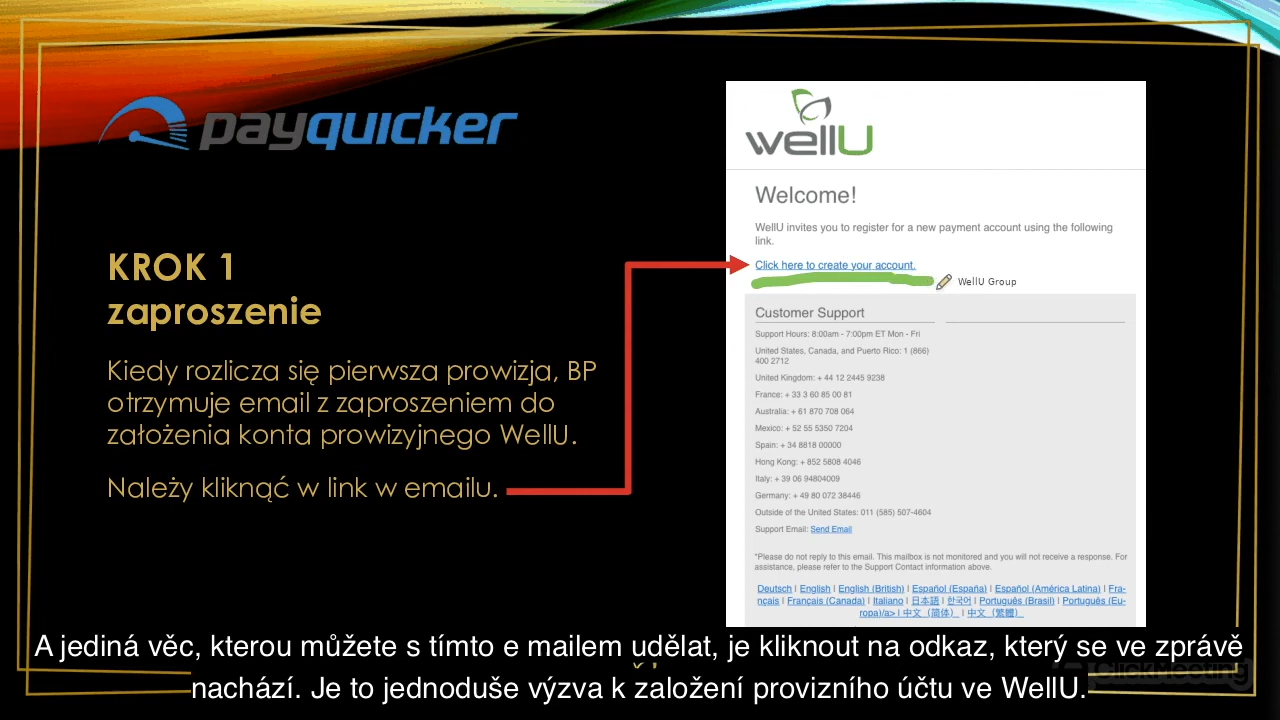 payquicker
KROK 1
zaproszenie
Kiedy rozlicza się pierwsza prowizja, BP
otrzymuje email z zaproszeniem do
założenia konta prowizyjnego WellU.
Należy kliknąć w link w emailu.
wellU
Welcome!
WellU invites you to register for a new payment account using the following
link.
Click here to create your account.
WellU Group
Customer Support
Support Hours: 8:00am - 7:00pm ET Mon - Fri
United States, Canada, and Puerto Rico: 1 (866)
400 2712
United Kingdom: + 44 12 2445 9238
France: + 33 3 60 85 00 81
Australia: + 61 870 708 064
Mexico: + 52 55 5350 7204
Spain: + 34 8818 00000
Hong Kong: + 852 5808 4046
Italy: + 39 06 94804009
Germany: + 49 80 072 38446
Outside of the United States: 011 (585) 507-4604
Support Email: Send Email
*Please do not reply to this email. This mailbox is not monitored and you will not receive a response. For
assistance, please refer to the Support Contact information above.
Deutsch | English | English (British) | Español (España) | Español (América Latina) | Fra-
nçais | Français (Canada) | Italiano | 日本語 | 한국어 | Português (Brasil) | Português (Eu-
ropa)/a> | 中文（简体） | 中文（繁體）
A jediná věc, kterou můžete s tímto e mailem udělat, je kliknout na odkaz, který se ve zprávě
nachází. Je to jednoduše výzva k založení provizního účtu ve WellU.
ClickMeeting